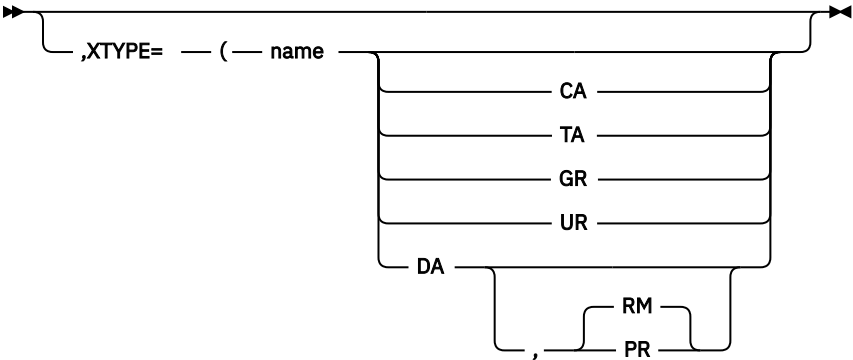 ,XTYPE= ( name
CA
TA
GR
UR
DA
RM
, PR